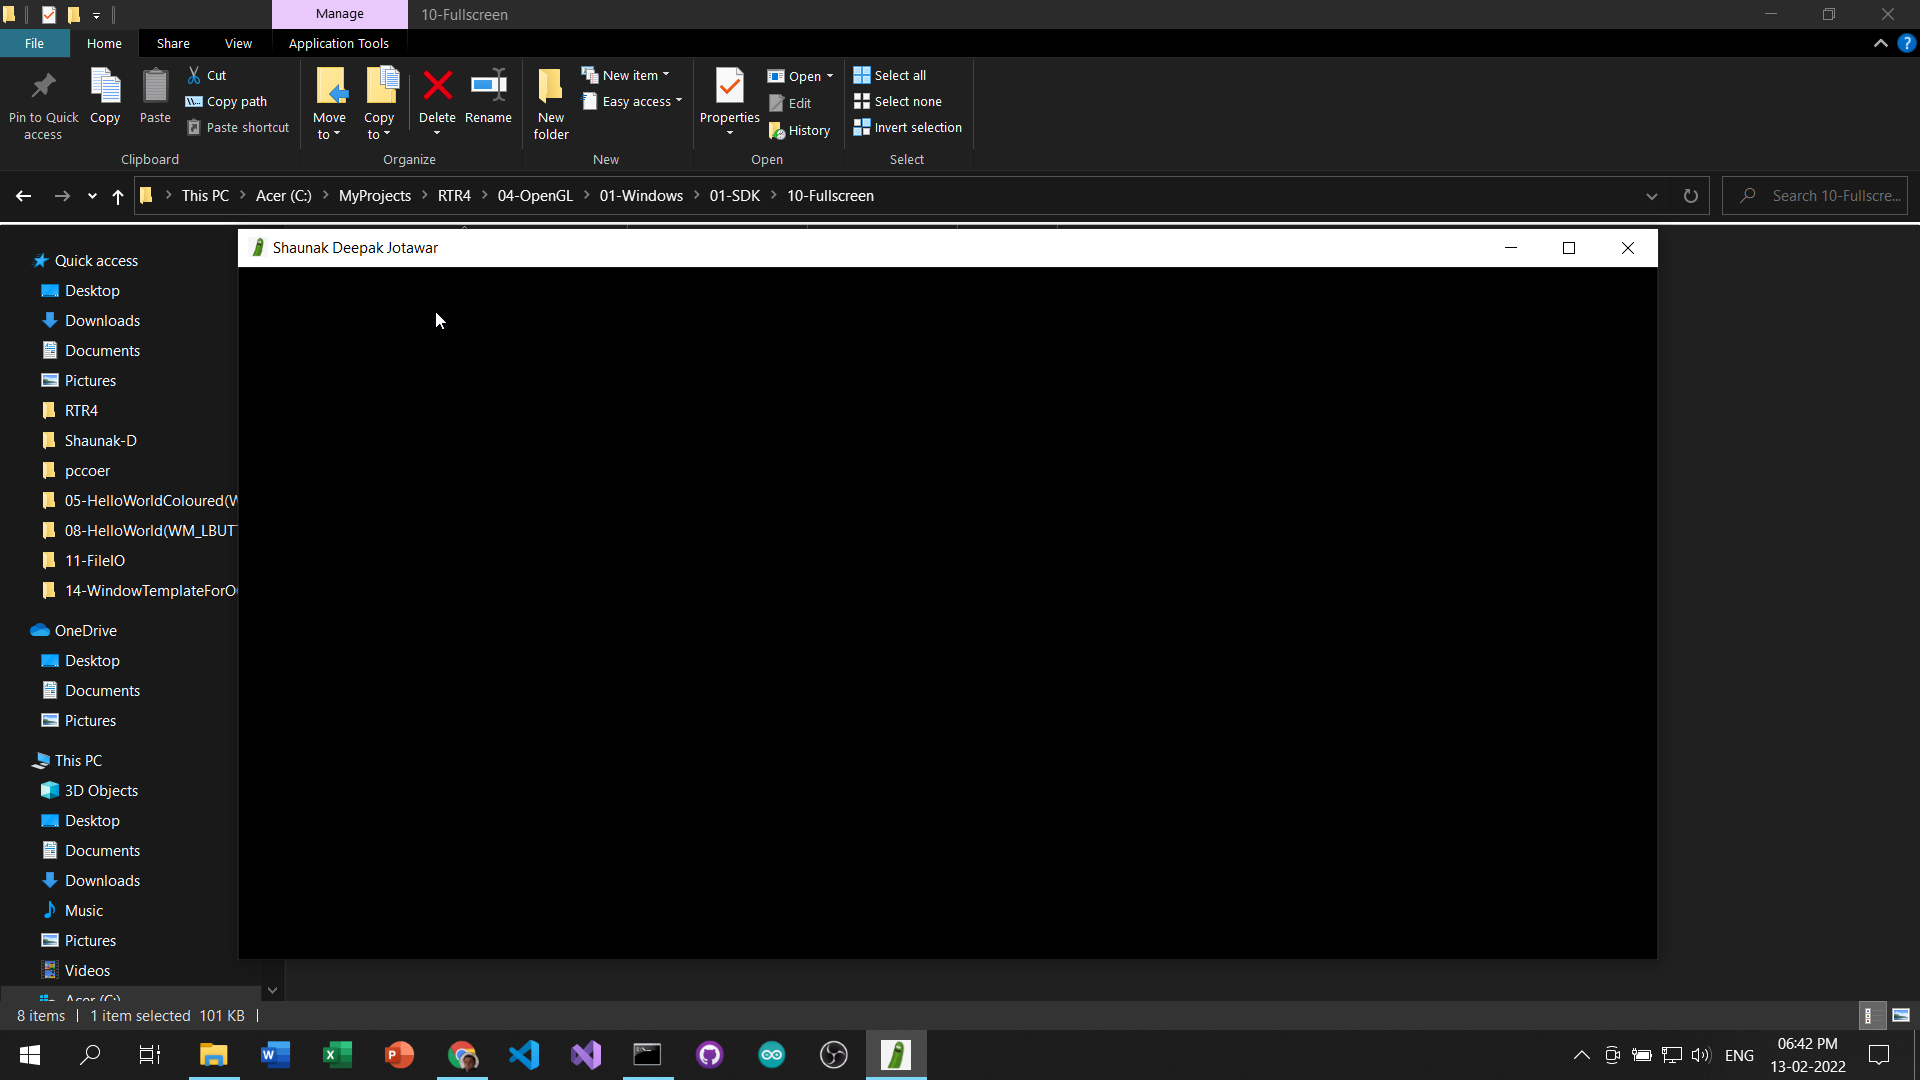 Manage
10-Fullscreen
File
Home
Share
View
Application Tools
Pin to Quick access
Copy
Paste
Cut
Copy path
Paste shortcut
Clipboard
Move to
Copy to
Delete
Rename
Organize
New folder
New item
Easy access
New
Properties
Open
Edit
History
Open
Select all
Select none
Invert selection
Select
This PC
Acer (C:)
MyProjects
RTR4
04-OpenGL
01-Windows
01-SDK
10-Fullscreen
Search 10-Fullscre...
Shaunak Deepak Jotawar
Quick access
Desktop
Downloads
Documents
Pictures
RTR4
Shaunak-D
pccoer
05-HelloWorldColoured(W
08-HelloWorld(WM_LBUT
11-FileIO
14-WindowTemplateForO
OneDrive
Desktop
Documents
Pictures
This PC
3D Objects
Desktop
Documents
Downloads
Music
Pictures
Videos
Acer (C:)
8 items
1 item selected 101 KB
ENG
06:42 PM
13-02-2022